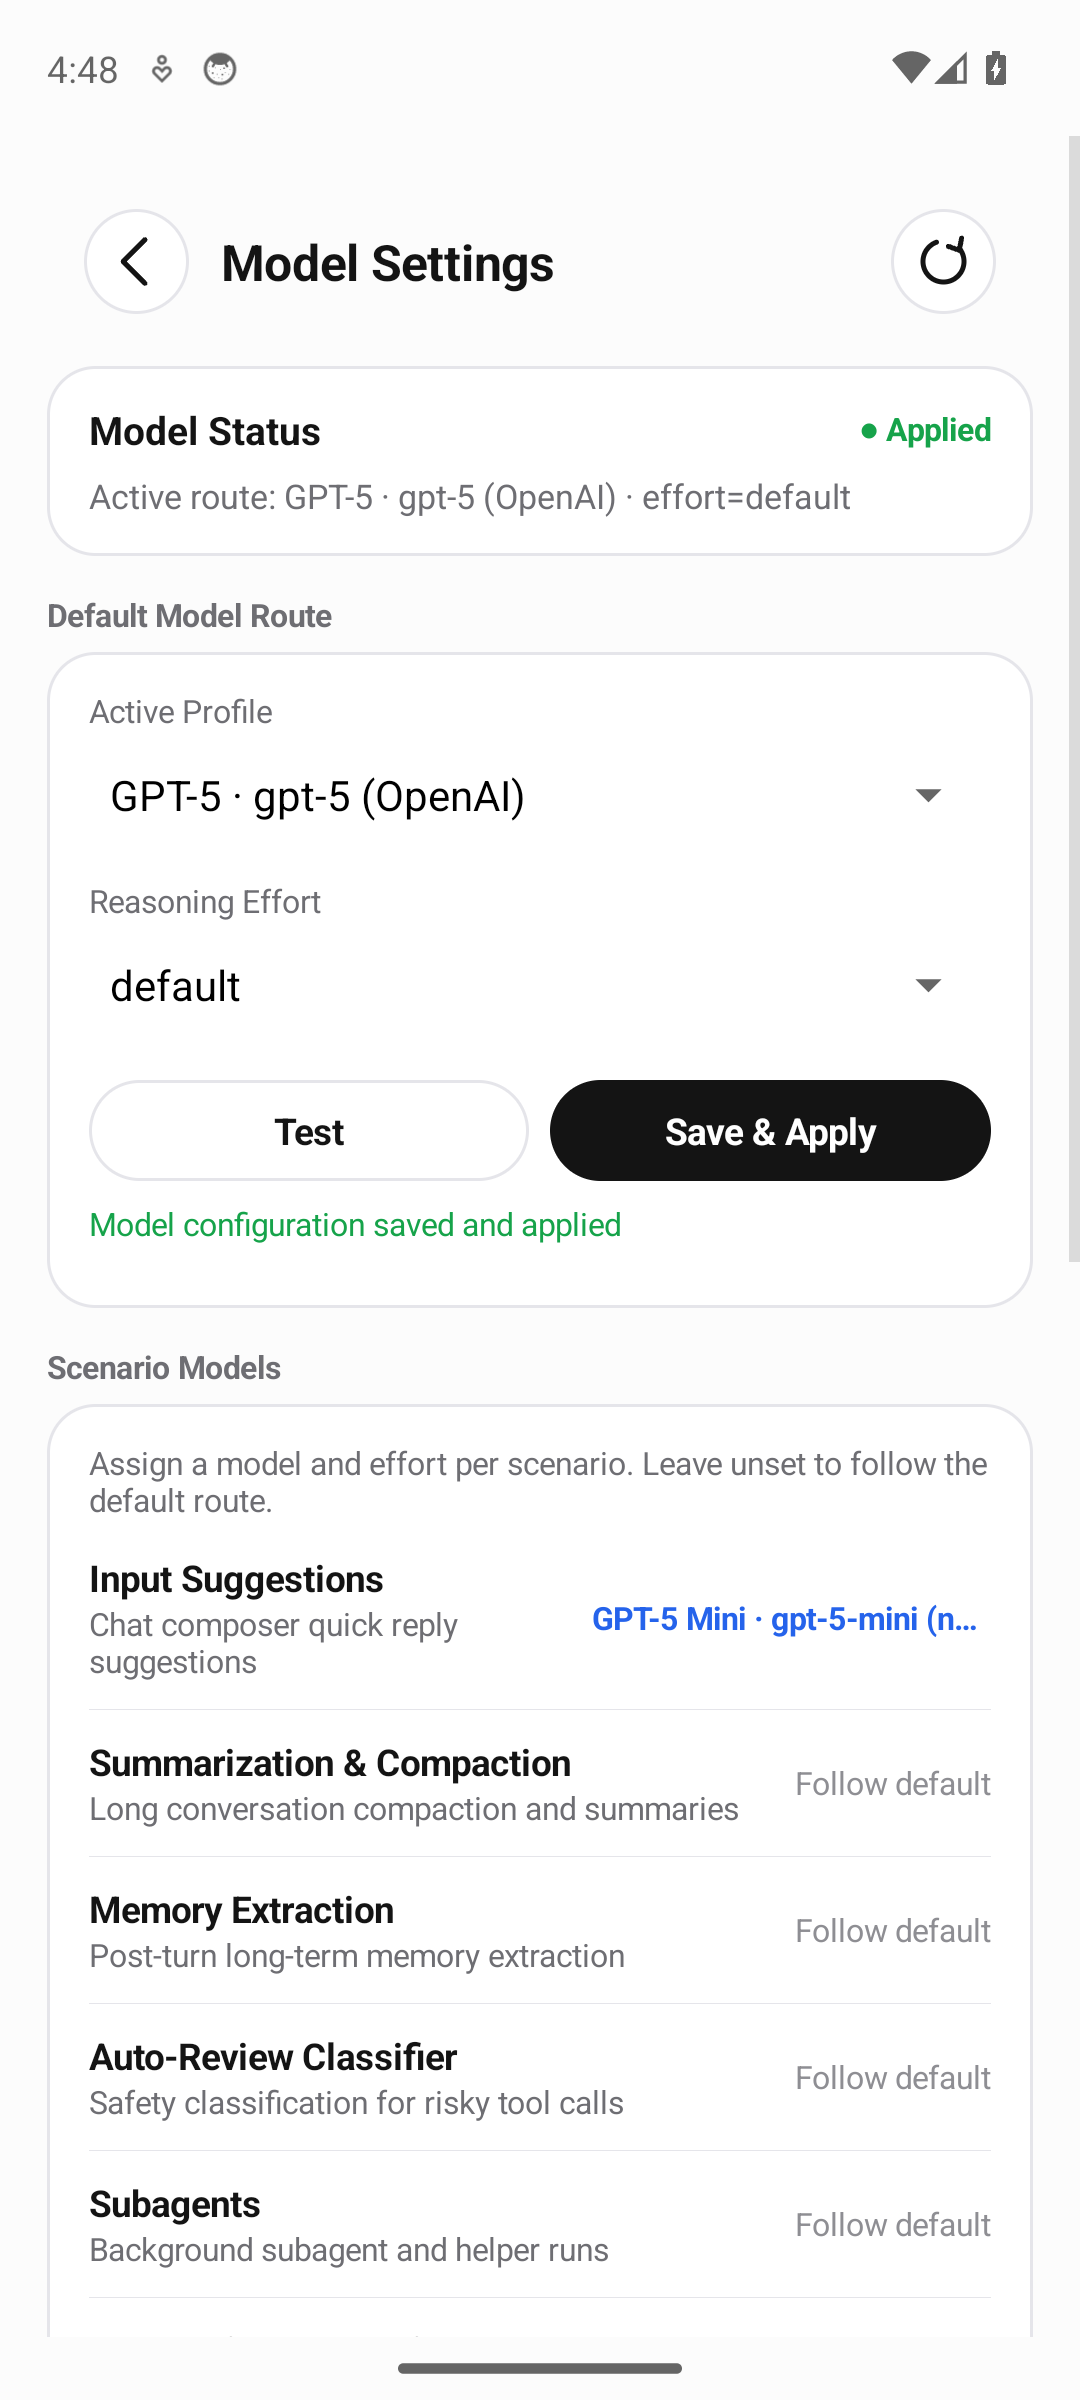 4:48
Model Settings
Model Status
Applied
Active route: GPT-5 · gpt-5 (OpenAI) · effort=default
Default Model Route
Active Profile
GPT-5 · gpt-5 (OpenAI)
Reasoning Effort
default
Test
Save & Apply
Model configuration saved and applied
Scenario Models
Assign a model and effort per scenario. Leave unset to follow the
default route.
Input Suggestions
Chat composer quick reply
suggestions
GPT-5 Mini · gpt-5-mini (n...
Summarization & Compaction
Long conversation compaction and summaries
Follow default
Memory Extraction
Post-turn long-term memory extraction
Follow default
Auto-Review Classifier
Safety classification for risky tool calls
Follow default
Subagents
Background subagent and helper runs
Follow default